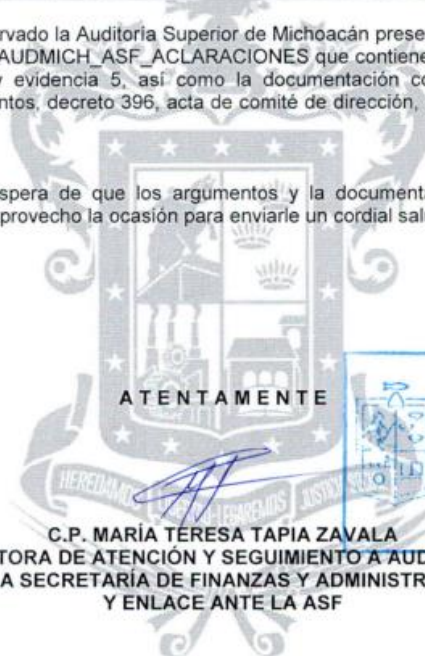 rvado la Auditoría Superior de Michoacán prese
AUDMICH_ASF_ACLARACIONES que contiene
y evidencia 5, así como la documentación co
ntos, decreto 396, acta de comité de dirección,
spera de que los argumentos y la documenta
provecho la ocasión para enviarle un cordial salu
ATENTAMENTE
HEREDAMOS
LEGAREMOS
C.P. MARÍA TERESA TAPIA ZAVALA
TORA DE ATENCIÓN Y SEGUIMIENTO A AUD
A SECRETARÍA DE FINANZAS Y ADMINISTR
Y ENLACE ANTE LA ASF